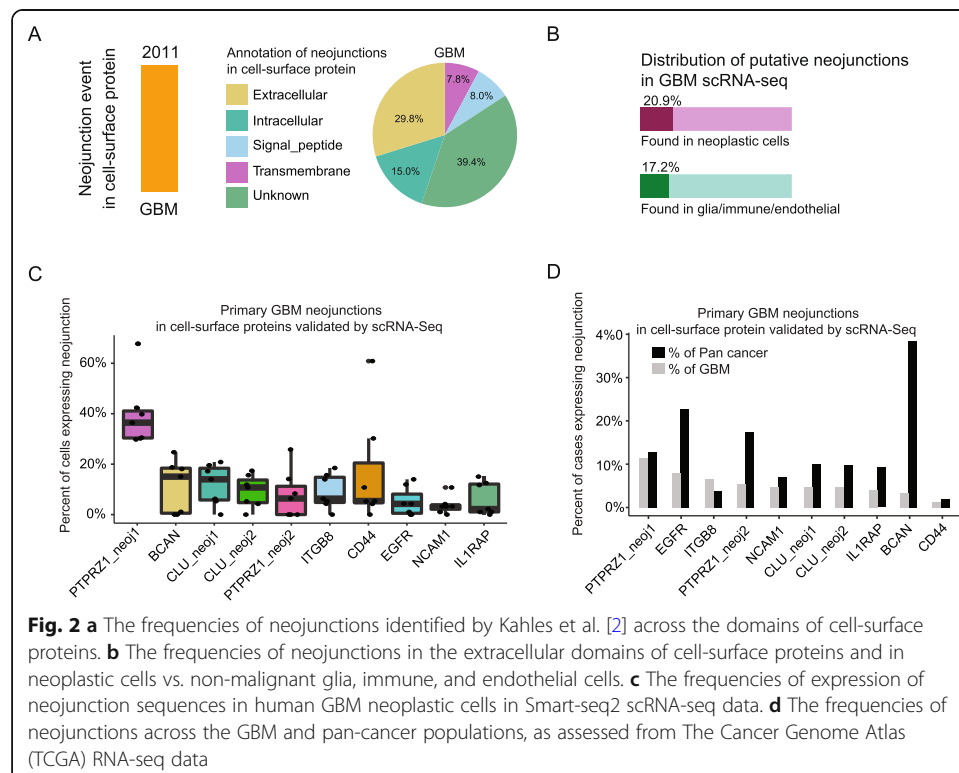 A
2011
Neojunction event
in cell-surface protein
GBM
Annotation of neojunctions
in cell-surface protein
Extracellular
Intracellular
Signal_peptide
Transmembrane
Unknown
GBM
7.8%
8.0%
29.8%
39.4%
15.0%
B
Distribution of putative neojunctions
in GBM scRNA-seq
20.9%
Found in neoplastic cells
17.2%
Found in glia/immune/endothelial
C
Primary GBM neojunctions
in cell-surface proteins validated by scRNA-Seq
Percent of cells expressing neojunction
60%
40%
20%
0%
PTPRZ1_neoj1
BCAN
CLU_neoj1
CLU_neoj2
PTPRZ1_neoj2
ITGB8
CD44
EGFR
NCAM1
IL1RAP
D
Primary GBM neojunctions
in cell-surface protein validated by scRNA-Seq
Percent of cases expressing neojunction
4%0
30%
20%
10%
0%
% of Pan cancer
% of GBM
PTPRZ1_neoj1
EGFR
ITGB8
PTPRZ1_neoj2
NCAM1
CLU_neoj1
CLU_neoj2
IL1RAP
BCAN
CD44
Fig. 2 a The frequencies of neojunctions identified by Kahles et al. [2] across the domains of cell-surface
proteins. b The frequencies of neojunctions in the extracellular domains of cell-surface proteins and in
neoplastic cells vs. non-malignant glia, immune, and endothelial cells. c The frequencies of expression of
neojunction sequences in human GBM neoplastic cells in Smart-seq2 scRNA-seq data. d The frequencies of
neojunctions across the GBM and pan-cancer populations, as assessed from The Cancer Genome Atlas
(TCGA) RNA-seq data